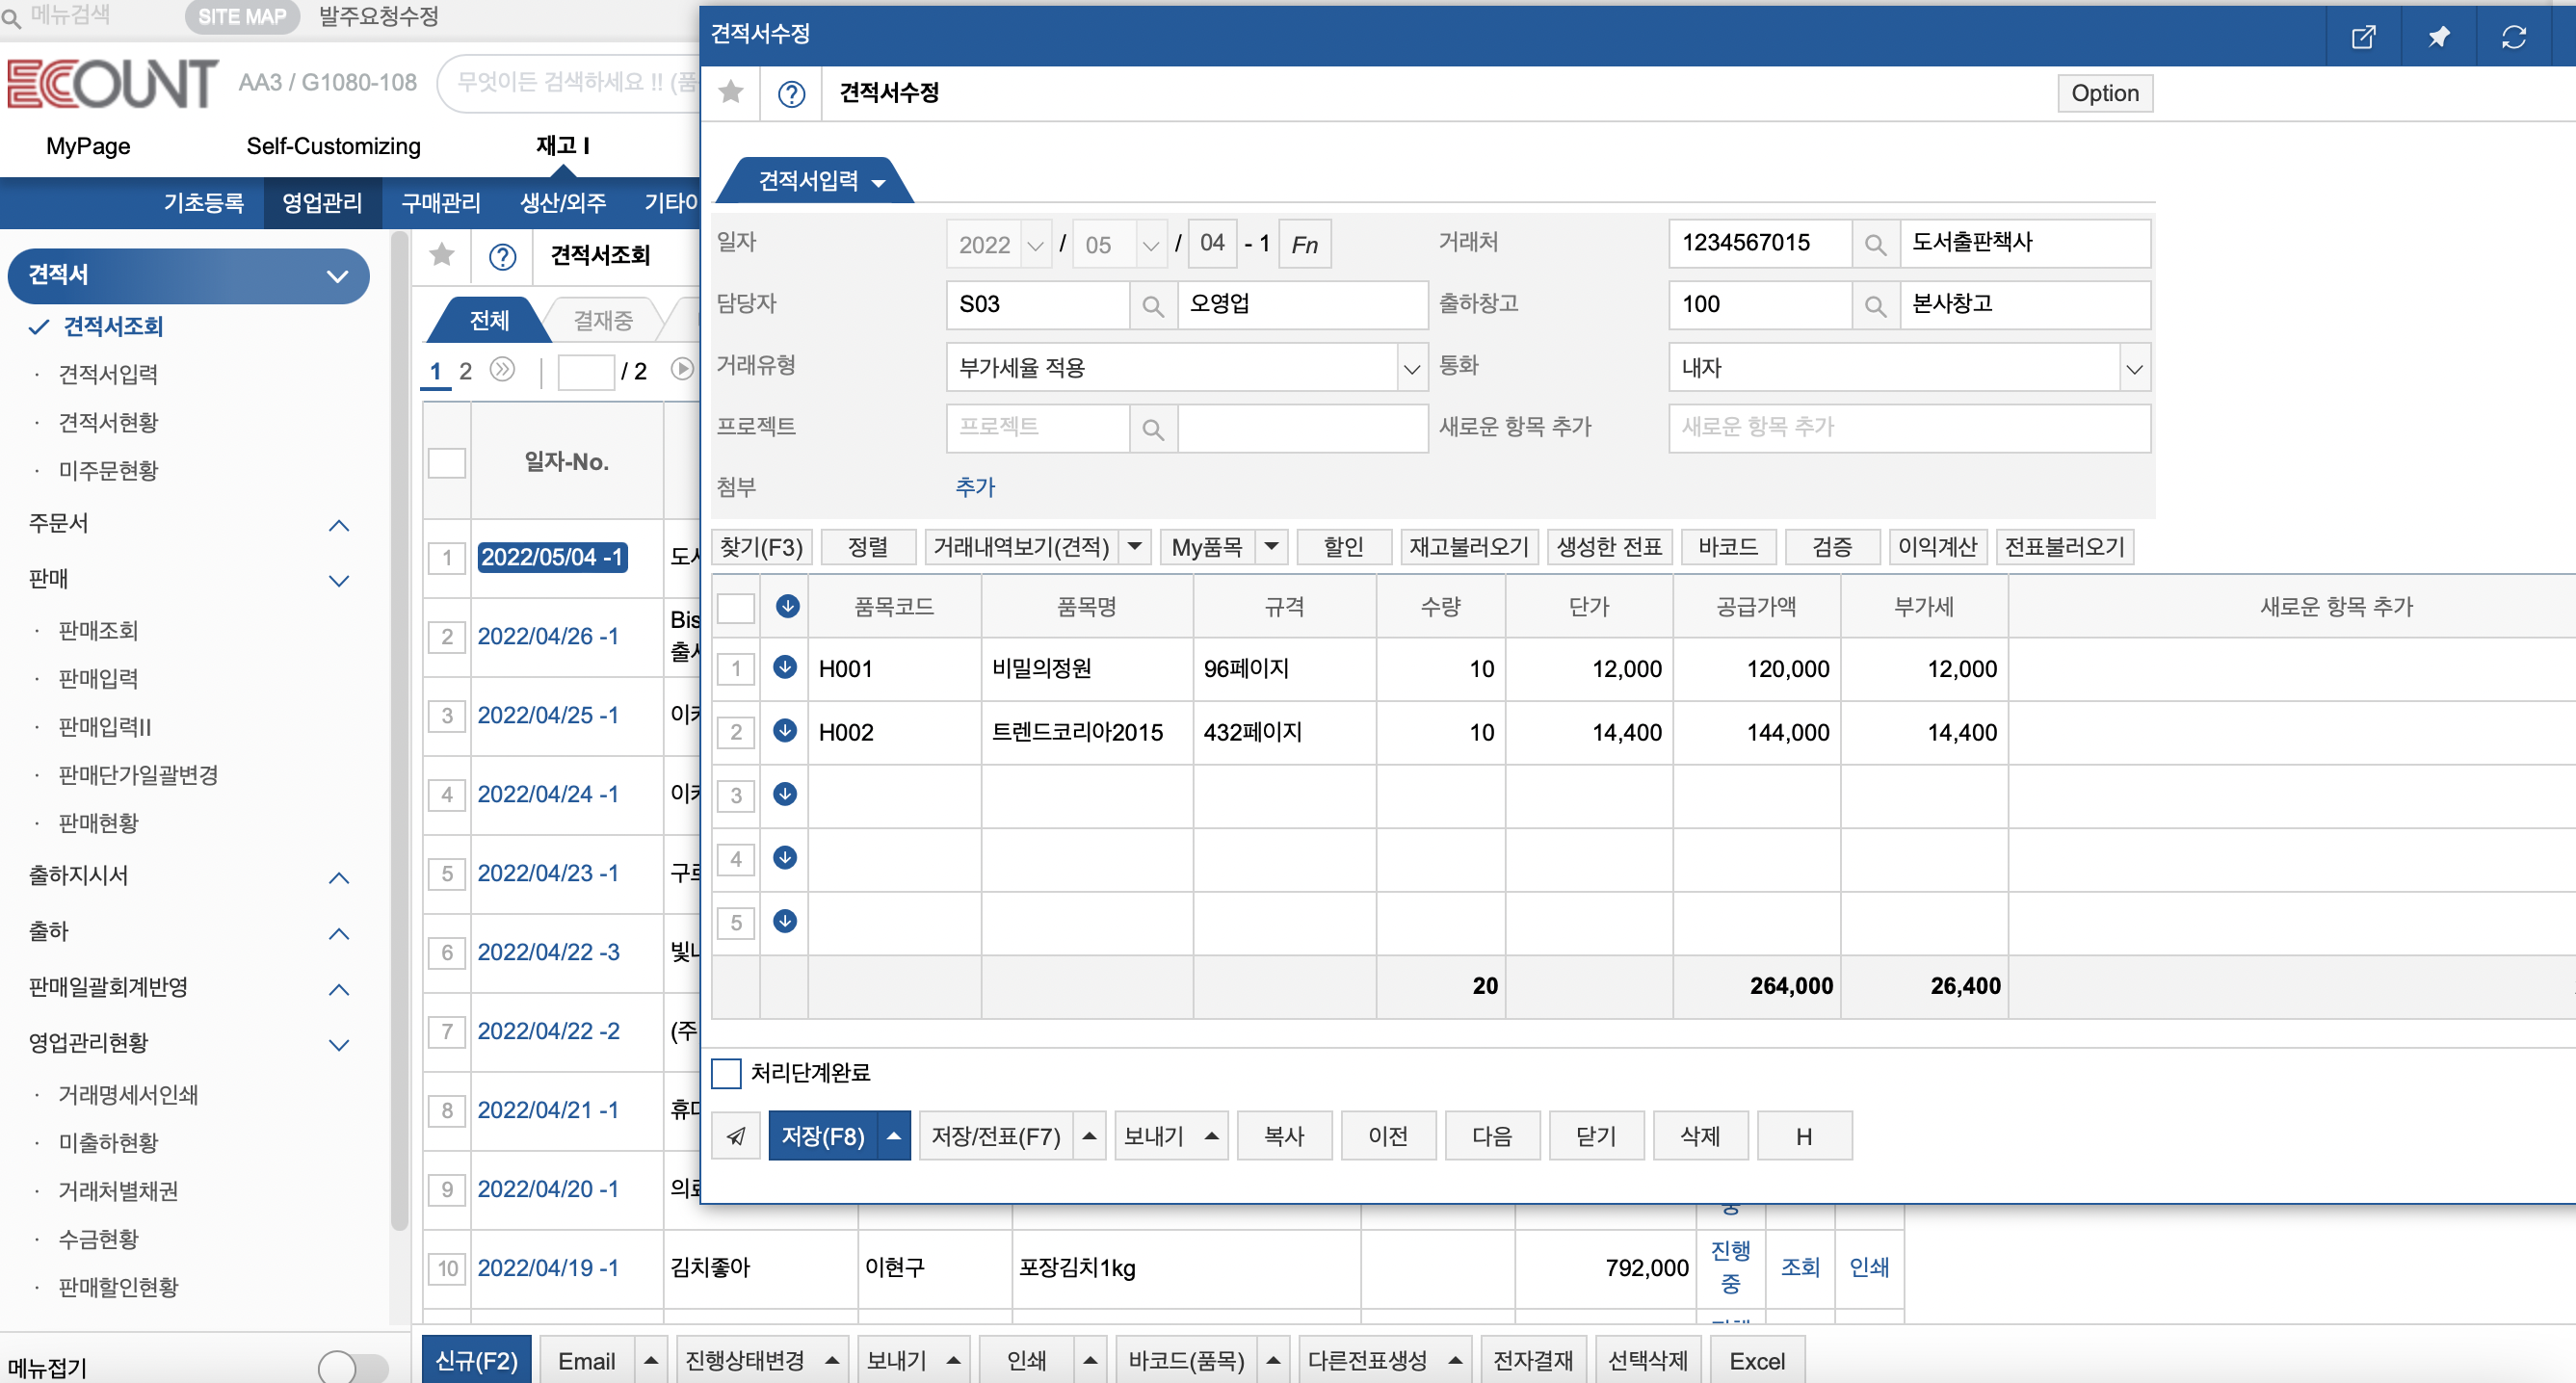 메뉴검색 SITE MAP 발주요청수정
ECOUNT AA3 / G1080-108 무엇이든 검색하세요 !! (품
MyPage Self-Customizing 재고 I
기초등록 영업관리 구매관리 생산/외주 기타이
견적서
견적서조회
견적서입력
견적서현황
미주문현황
주문서
판매
판매조회
판매입력
판매입력II
판매단가일괄변경
판매현황
출하지시서
출하
판매일괄회계반영
영업관리현황
거래명세서인쇄
미출하현황
거래처별채권
수금현황
판매할인현황
메뉴접기
견적서조회
전체 결재중
1 2 / 2
일자-No.
1 2022/05/04 -1
2 2022/04/26 -1 Bis
3 2022/04/25 -1
4 2022/04/24 -1
5 2022/04/23 -1
6 2022/04/22 -3
7 2022/04/22 -2 (주
8 2022/04/21 -1
9 2022/04/20 -1
10 2022/04/19 -1 김치좋아 이현구 포장김치1kg 792,000 진행중 조회 인쇄
신규(F2) Email 진행상태변경 보내기 인쇄 바코드(품목) 다른전표생성 전자결재 선택삭제 Excel
견적서수정
견적서수정 Option
견적서입력
일자 2022 / 05 / 04 - 1 Fn 거래처 1234567015 도서출판책사
담당자 S03 오영업 출하창고 100 본사창고
거래유형 부가세율 적용 통화 내자
프로젝트 프로젝트 새로운 항목 추가 새로운 항목 추가
첨부 추가
찾기(F3) 정렬 거래내역보기(견적) My품목 할인 재고불러오기 생성한 전표 바코드 검증 이익계산 전표불러오기
품목코드 품목명 규격 수량 단가 공급가액 부가세 새로운 항목 추가
1 H001 비밀의정원 96페이지 10 12,000 120,000 12,000
2 H002 트렌드코리아2015 432페이지 10 14,400 144,000 14,400
3
4
5
20 264,000 26,400
처리단계완료
저장(F8) 저장/전표(F7) 보내기 복사 이전 다음 닫기 삭제 H